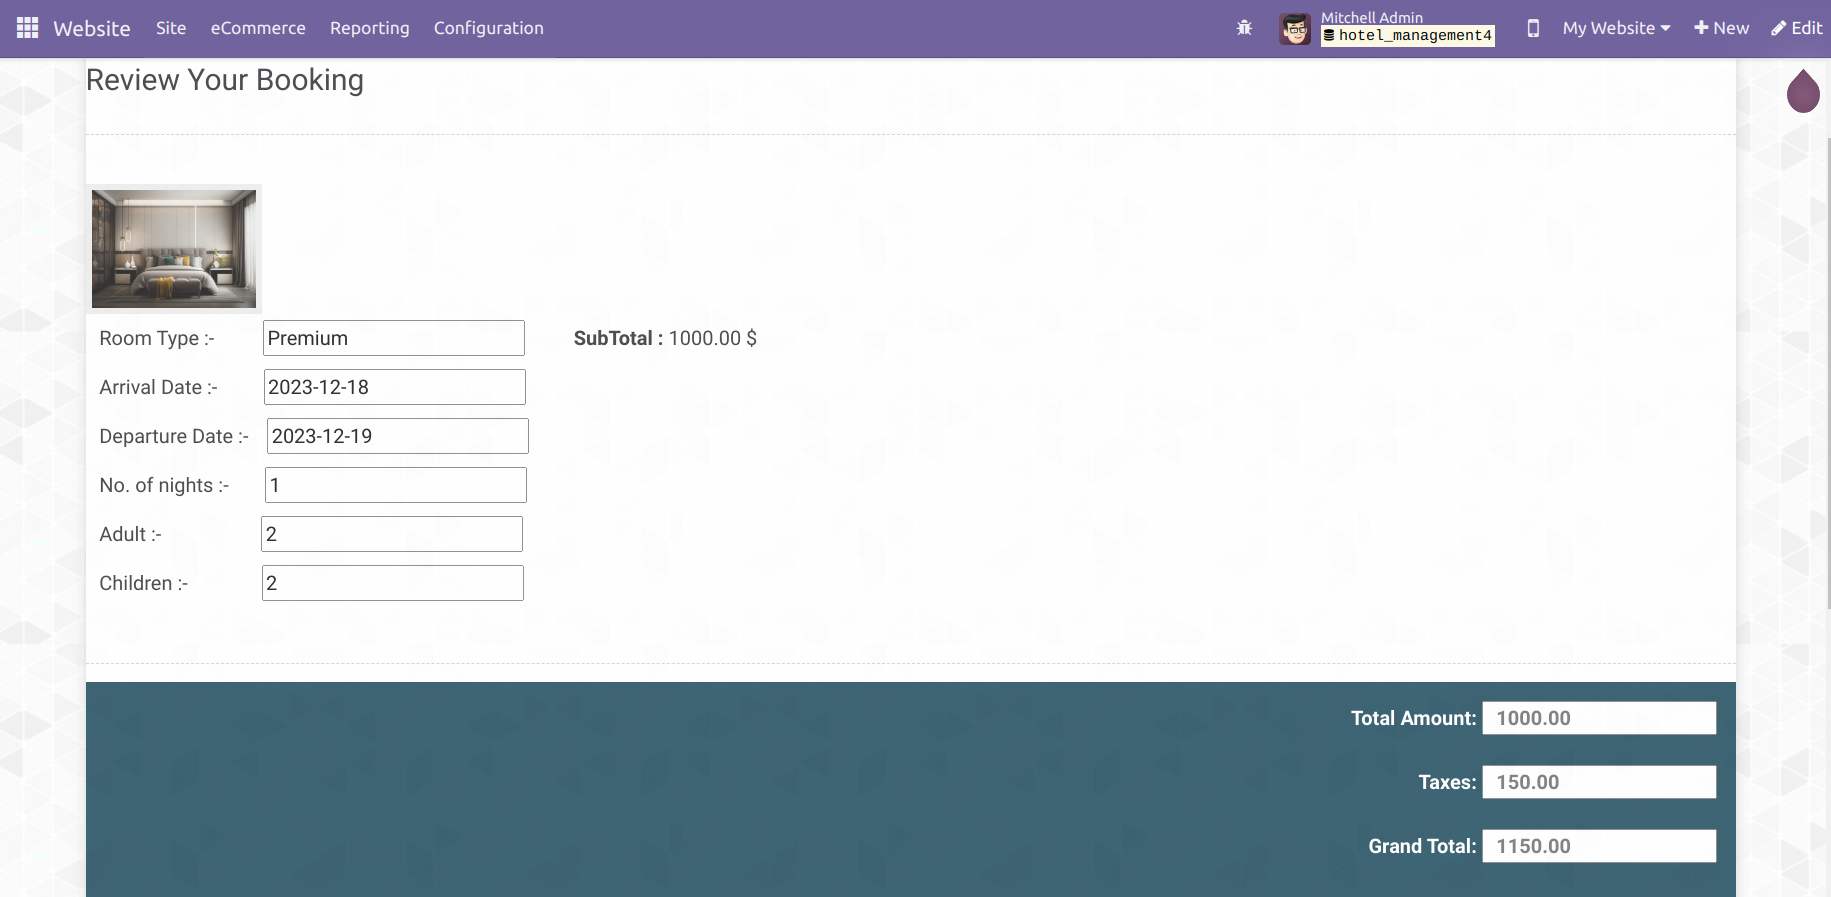 Website Site eCommerce Reporting Configuration Mitchell Admin My Website New Edit
hotel_management4
Review Your Booking
Room Type :- Premium SubTotal : 1000.00 $
Arrival Date :- 2023-12-18
Departure Date :- 2023-12-19
No. of nights :- 1
Adult :- 2
Children :- 2
Total Amount: 1000.00
Taxes: 150.00
Grand Total: 1150.00